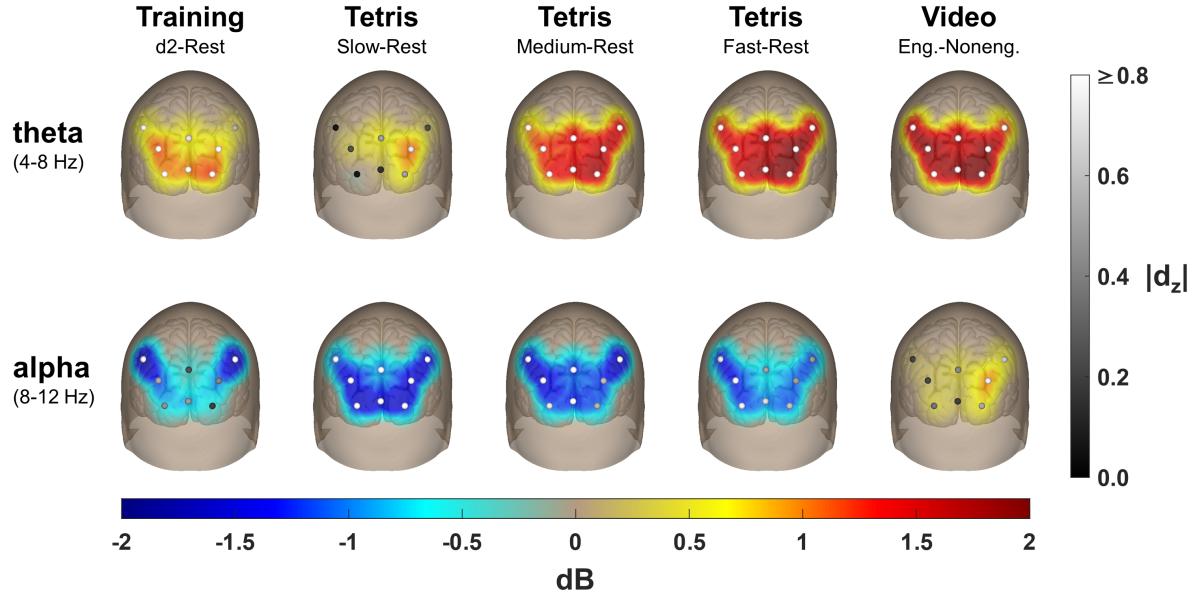 Training Tetris Tetris Tetris Video
d2-Rest Slow-Rest Medium-Rest Fast-Rest Eng.-Noneng.
theta
(4-8 Hz)
alpha
(8-12 Hz)
≥0.8
0.6
0.4
0.2
0.0
|dz|
-2 -1.5 -1 -0.5 0 0.5 1 1.5 2
dB